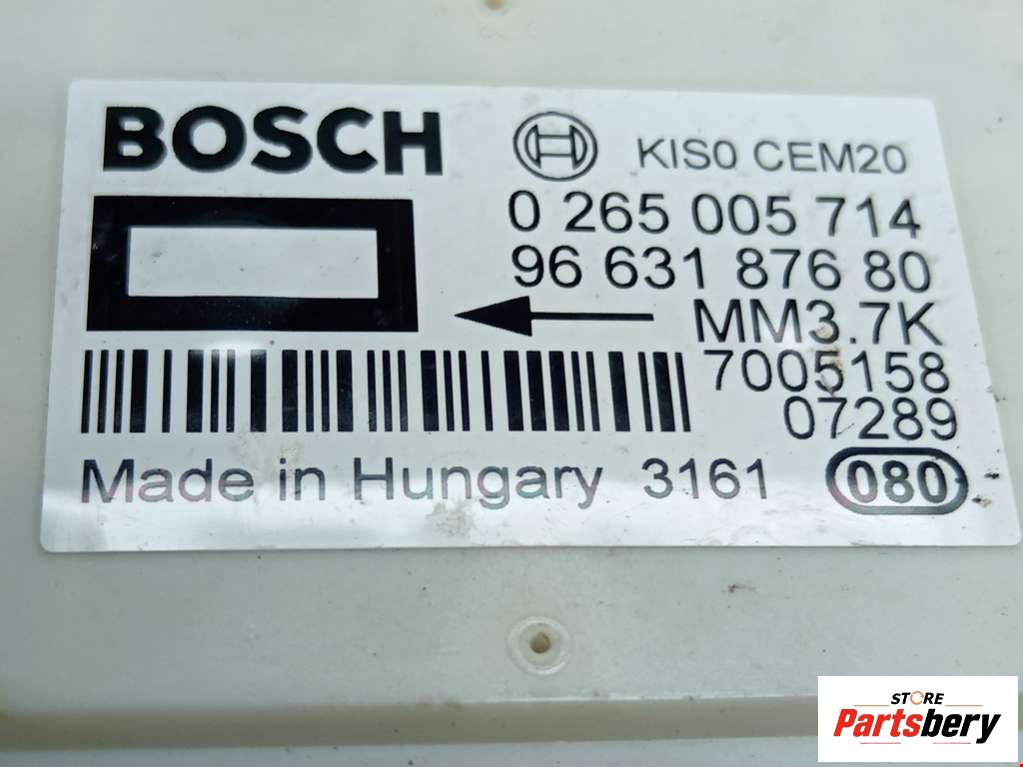 BOSCH
KIS0 CEM20
0 265 005 714
96 631 876 80
MM3.7K
7005158
07289
Made in Hungary 3161
080
STORE
Partsbery